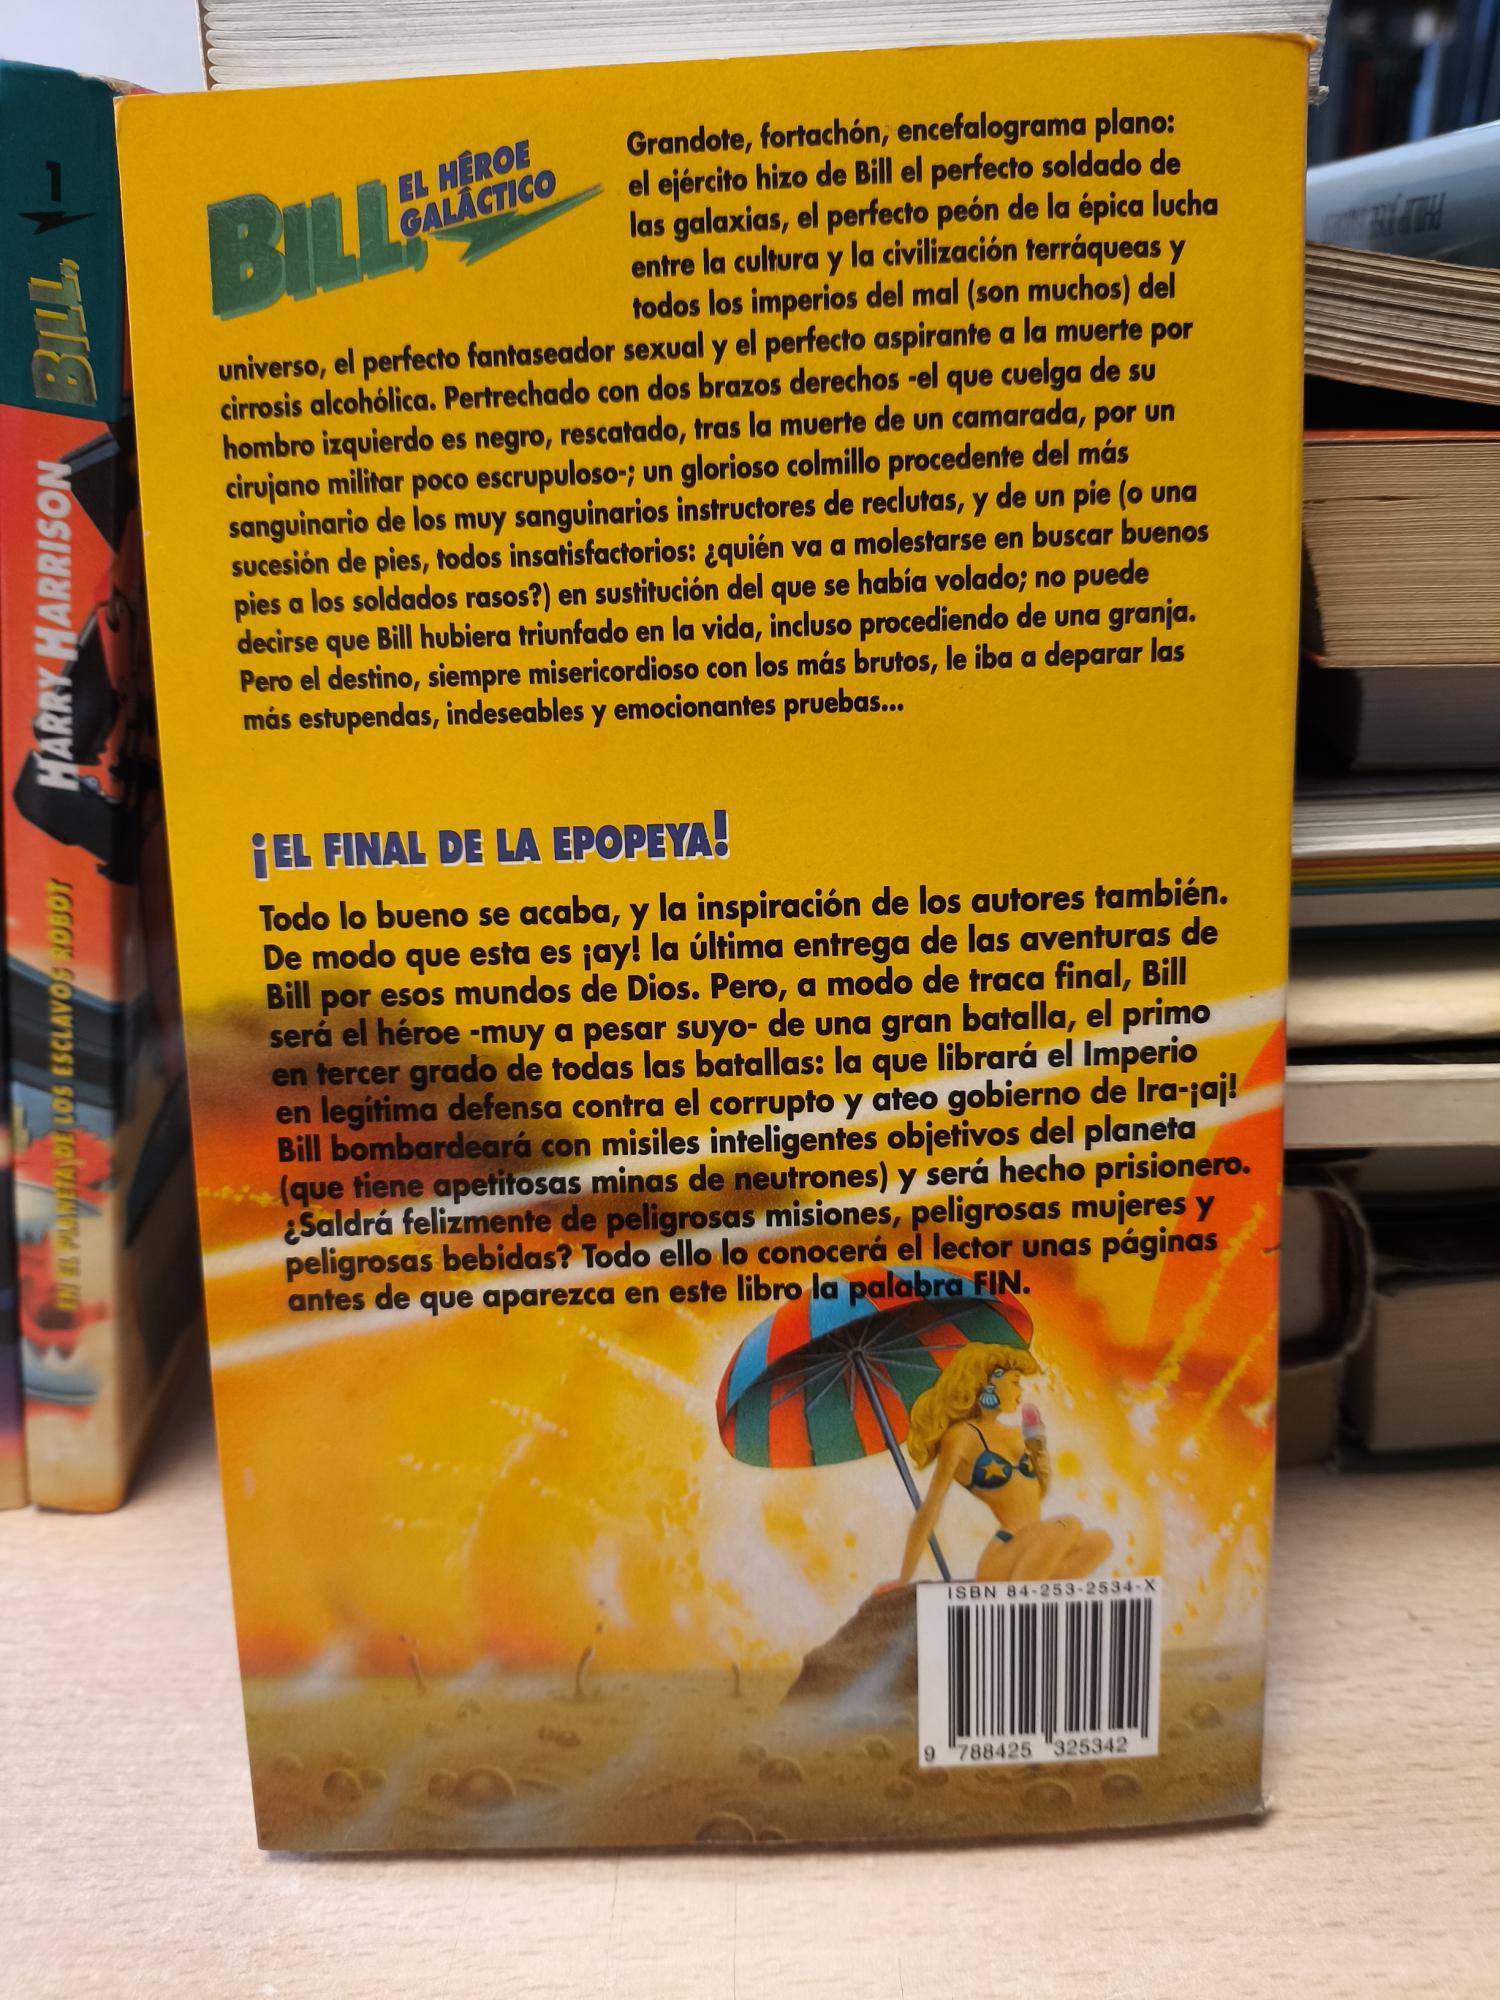 1
BILL,
HARRY HARRISON
EN EL PLANETA DE LOS ESCLAVOS ROBOT
BILL,
EL HÉROE
GALÁCTICO
Grandote, fortachón, encefalograma plano:
el ejército hizo de Bill el perfecto soldado de
las galaxias, el perfecto peón de la épica lucha
entre la cultura y la civilización terráqueas y
todos los imperios del mal (son muchos) del
universo, el perfecto fantaseador sexual y el perfecto aspirante a la muerte por
cirrosis alcohólica. Pertrechado con dos brazos derechos -el que cuelga de su
hombro izquierdo es negro, rescatado, tras la muerte de un camarada, por un
cirujano militar poco escrupuloso-; un glorioso colmillo procedente del más
sanguinario de los muy sanguinarios instructores de reclutas, y de un pie (o una
sucesión de pies, todos insatisfactorios: ¿quién va a molestarse en buscar buenos
pies a los soldados rasos?) en sustitución del que se había volado; no puede
decirse que Bill hubiera triunfado en la vida, incluso procediendo de una granja.
Pero el destino, siempre misericordioso con los más brutos, le iba a deparar las
más estupendas, indeseables y emocionantes pruebas...
¡EL FINAL DE LA EPOPEYA!
Todo lo bueno se acaba, y la inspiración de los autores también.
De modo que esta es ¡ay! la última entrega de las aventuras de
Bill por esos mundos de Dios. Pero, a modo de traca final, Bill
será el héroe -muy a pesar suyo- de una gran batalla, el primo
en tercer grado de todas las batallas: la que librará el Imperio
en legítima defensa contra el corrupto y ateo gobierno de Ira-¡aj!
Bill bombardeará con misiles inteligentes objetivos del planeta
(que tiene apetitosas minas de neutrones) y será hecho prisionero.
¿Saldrá felizmente de peligrosas misiones, peligrosas mujeres y
peligrosas bebidas? Todo ello lo conocerá el lector unas páginas
antes de que aparezca en este libro la palabra FIN.
ISBN 84-253-2534-X
9 788425 325342